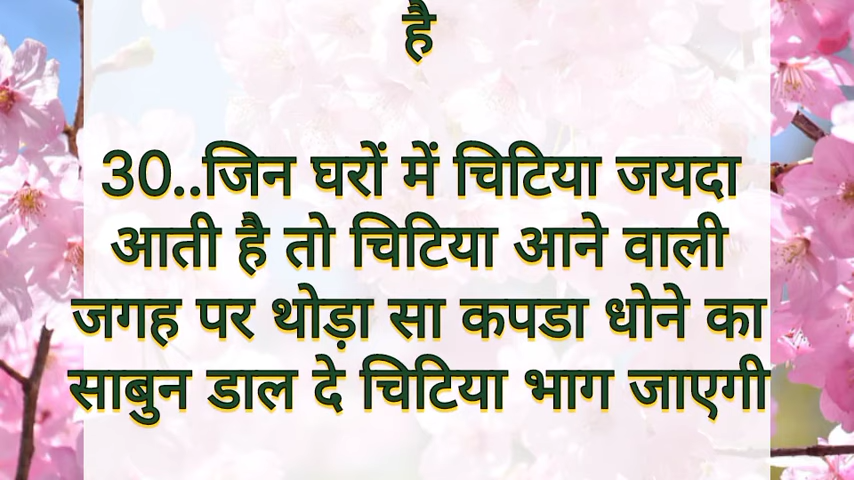 है
30..जिन घरों में चिटिया जयदा
आती है तो चिटिया आने वाली
जगह पर थोड़ा सा कपडा धोने का
साबुन डाल दे चिटिया भाग जाएगी